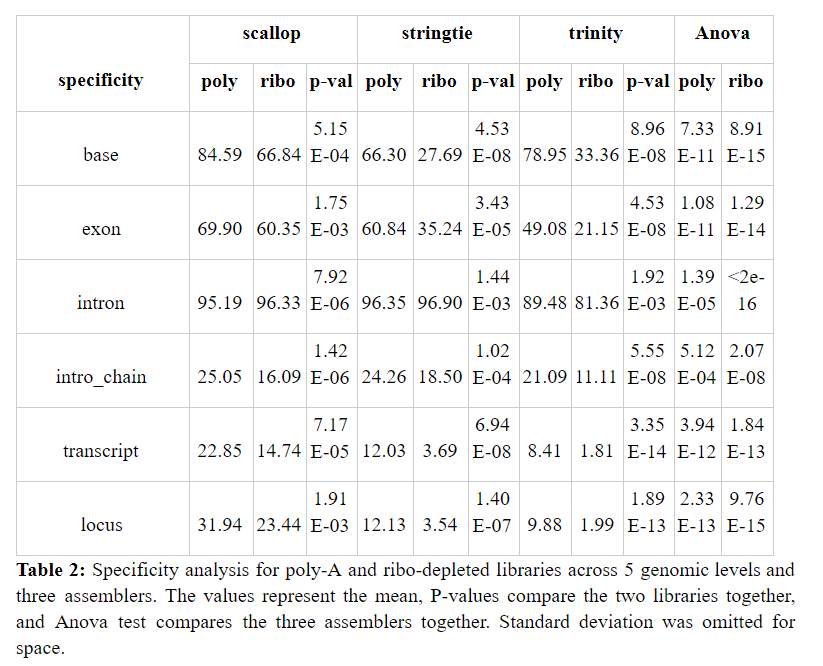 scallop stringtie trinity Anova
specificity poly ribo p-val poly ribo p-val poly ribo p-val poly ribo
5.15 4.53 8.96 7.33 8.91
base 84.59 66.84 E-04 66.30 27.69 E-08 78.95 33.36 E-08 E-11 E-15
1.75 3.43 4.53 1.08 1.29
exon 69.90 60.35 E-03 60.84 35.24 E-05 49.08 21.15 E-08 E-11 E-14
7.92 1.44 1.92 1.39 <2e-
intron 95.19 96.33 E-06 96.35 96.90 E-03 89.48 81.36 E-03 E-05 16
1.42 1.02 5.55 5.12 2.07
intro_chain 25.05 16.09 E-06 24.26 18.50 E-04 21.09 11.11 E-08 E-04 E-08
7.17 6.94 3.35 3.94 1.84
transcript 22.85 14.74 E-05 12.03 3.69 E-08 8.41 1.81 E-14 E-12 E-13
1.91 1.40 1.89 2.33 9.76
locus 31.94 23.44 E-03 12.13 3.54 E-07 9.88 1.99 E-13 E-13 E-15
Table 2: Specificity analysis for poly-A and ribo-depleted libraries across 5 genomic levels and
three assemblers. The values represent the mean, P-values compare the two libraries together,
and Anova test compares the three assemblers together. Standard deviation was omitted for
space.